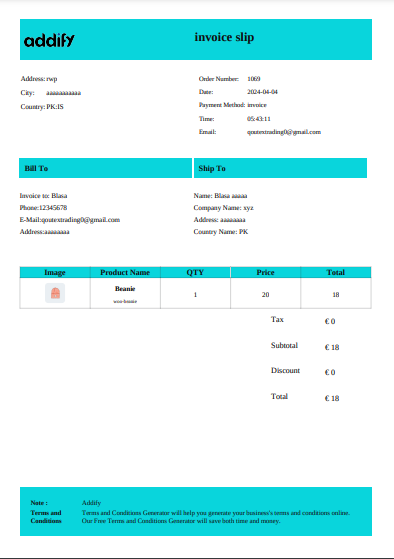 addify
invoice slip
Address: rwp
City: aaaaaaaaaaa
Country: PK:IS
Order Number: 1069
Date: 2024-04-04
Payment Method: invoice
Time: 05:43:11
Email: qoutextrading0@gmail.com
Bill To
Ship To
Invoice to: Blasa
Phone:12345678
E-Mail:qoutextrading0@gmail.com
Address:aaaaaaaa
Name: Blasa aaaaa
Company Name: xyz
Address: aaaaaaaa
Country Name: PK
Image Product Name QTY Price Total
Beanie 1 20 18
woo-beanie
Tax € 0
Subtotal € 18
Discount € 0
Total € 18
Note : Addify
Terms and Conditions Terms and Conditions Generator will help you generate your business's terms and conditions online.
Our Free Terms and Conditions Generator will save both time and money.